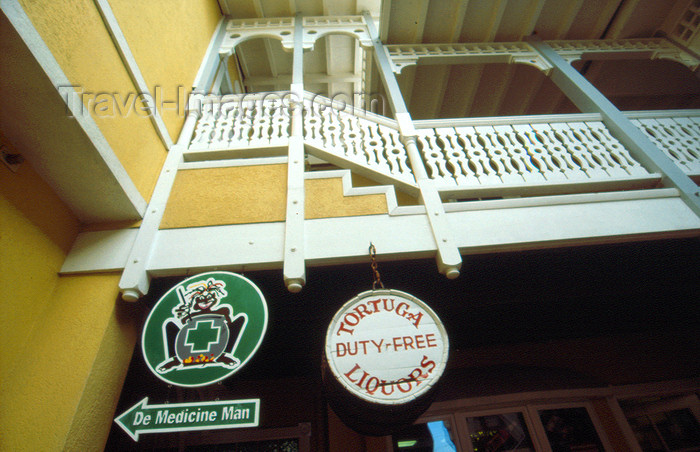 Travel-Images.com
TORTUGA
DUTY-FREE
LIQUORS
De Medicine Man